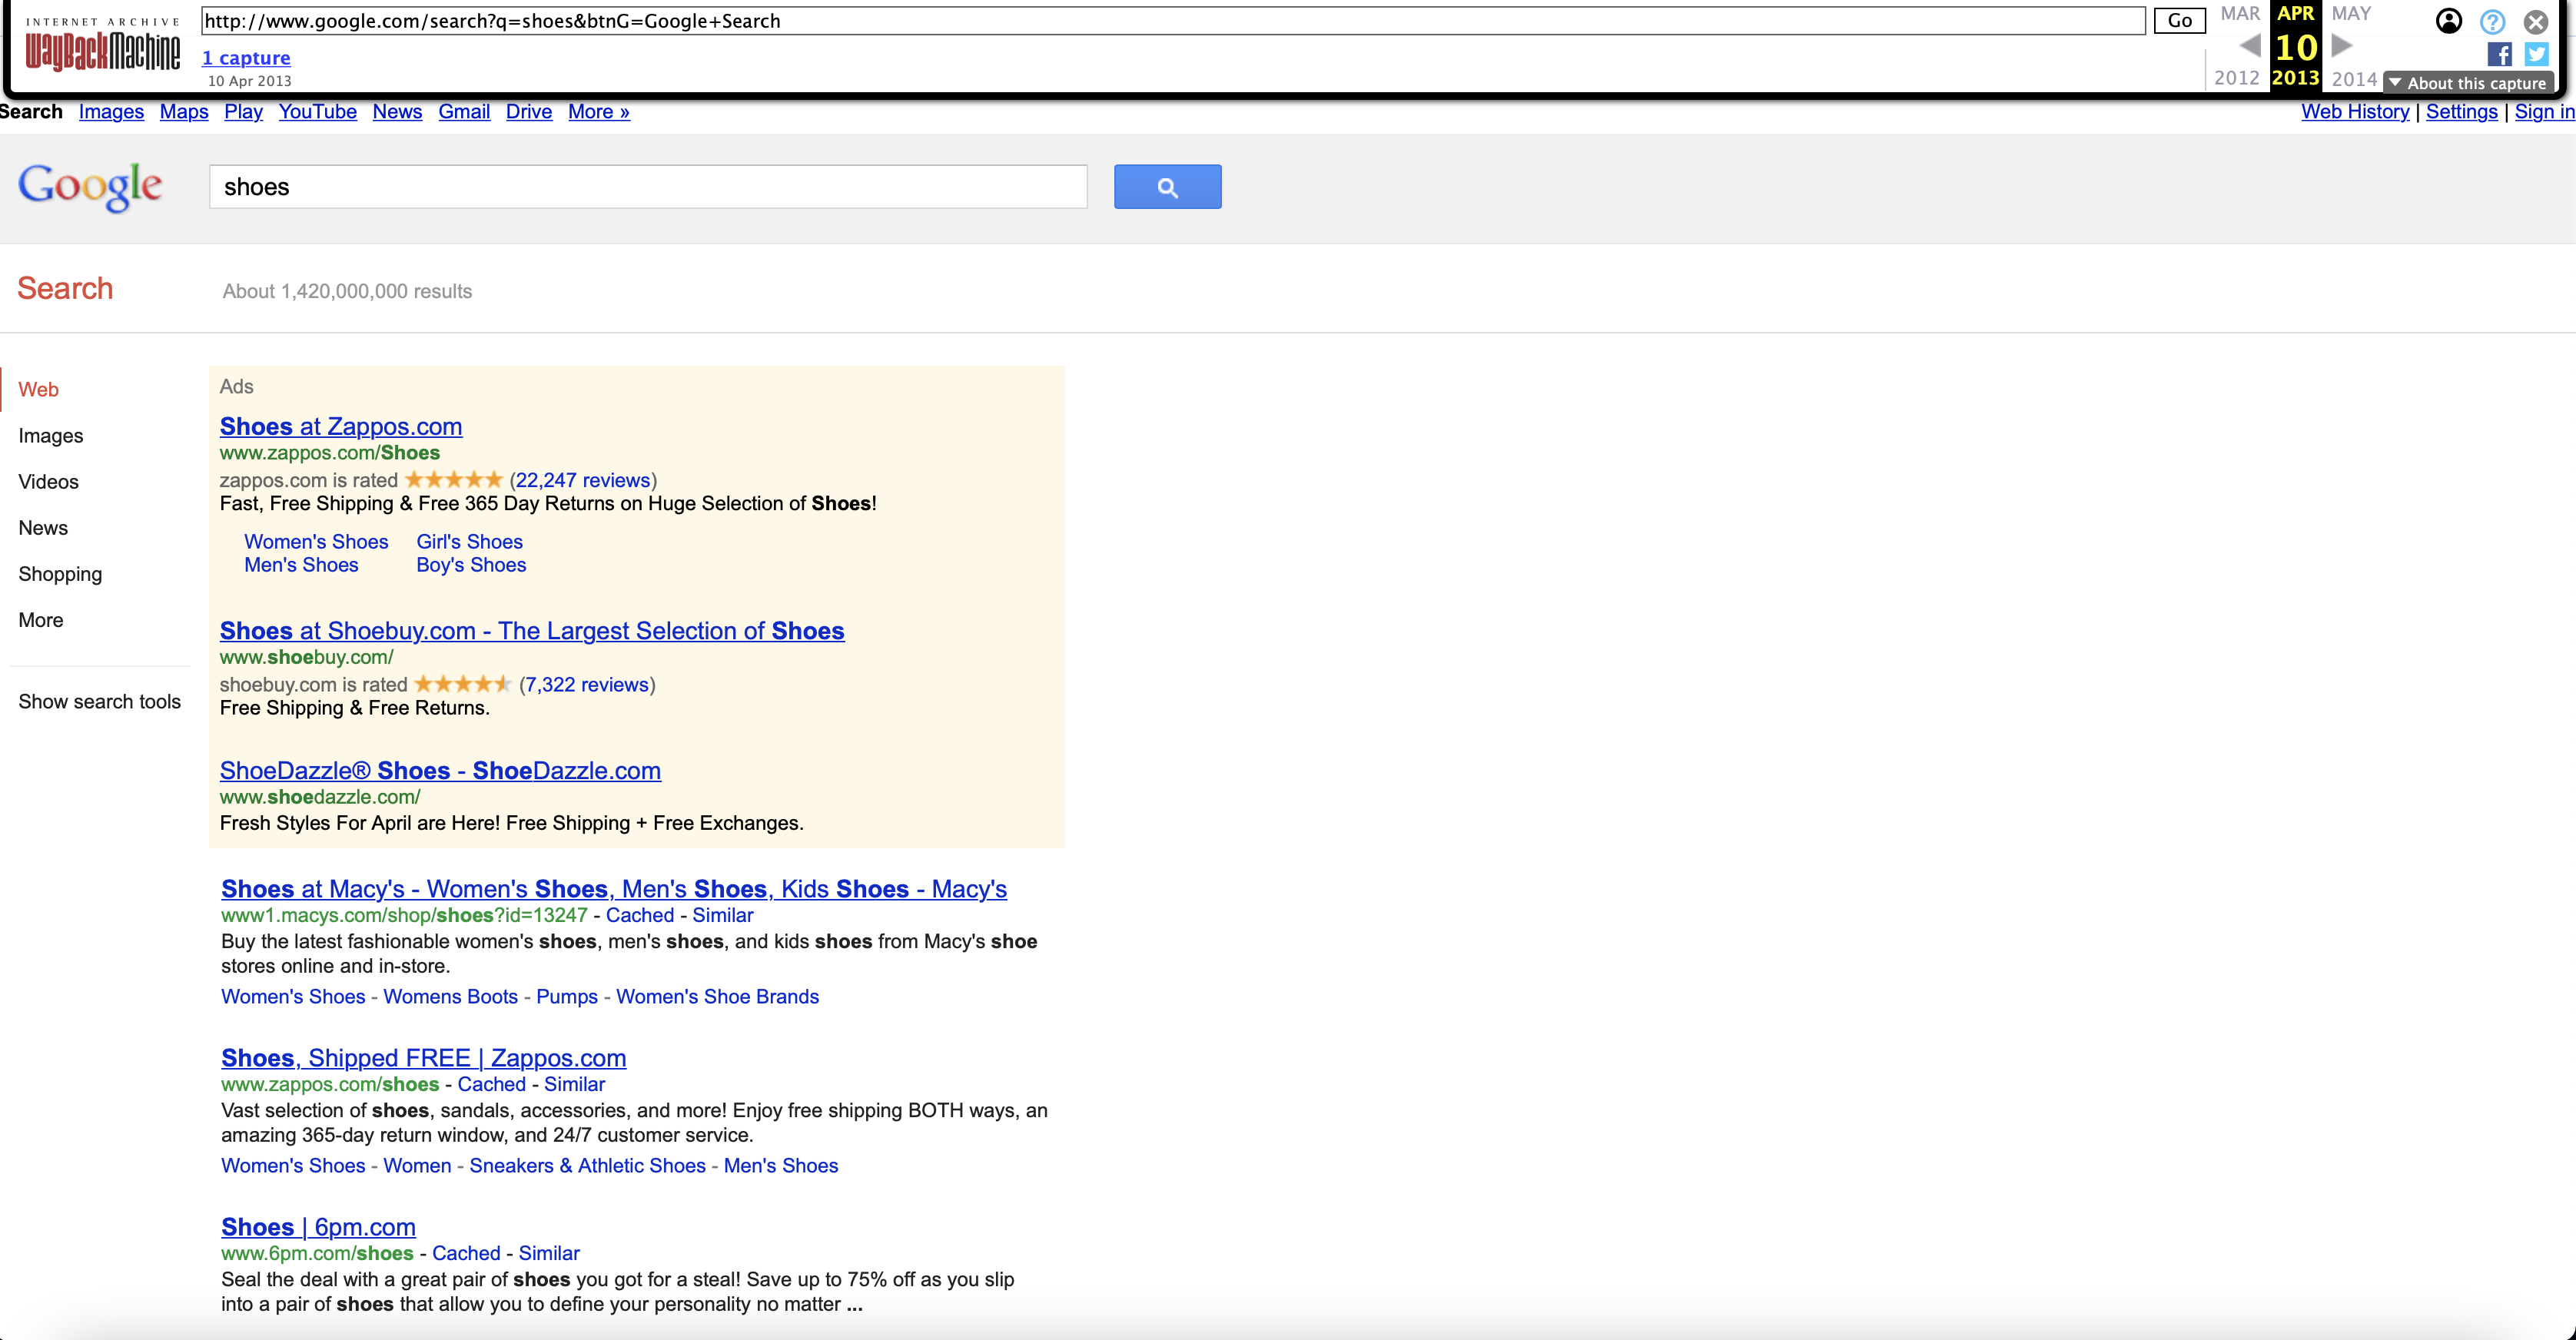 INTERNET ARCHIVE
WayBackMachine
http://www.google.com/search?q=shoes&btnG=Google+Search
Go
1 capture
10 Apr 2013
MAR APR MAY
10
2012 2013 2014
About this capture
Search Images Maps Play YouTube News Gmail Drive More »
Web History | Settings | Sign in
Google
shoes
Search
About 1,420,000,000 results
Web
Images
Videos
News
Shopping
More
Show search tools
Ads
Shoes at Zappos.com
www.zappos.com/Shoes
zappos.com is rated ★★★★★ (22,247 reviews)
Fast, Free Shipping & Free 365 Day Returns on Huge Selection of Shoes!
Women's Shoes Girl's Shoes
Men's Shoes Boy's Shoes
Shoes at Shoebuy.com - The Largest Selection of Shoes
www.shoebuy.com/
shoebuy.com is rated (7,322 reviews)
Free Shipping & Free Returns.
ShoeDazzle® Shoes - ShoeDazzle.com
www.shoedazzle.com/
Fresh Styles For April are Here! Free Shipping + Free Exchanges.
Shoes at Macy's - Women's Shoes, Men's Shoes, Kids Shoes - Macy's
www1.macys.com/shop/shoes?id=13247 - Cached - Similar
Buy the latest fashionable women's shoes, men's shoes, and kids shoes from Macy's shoe
stores online and in-store.
Women's Shoes - Womens Boots - Pumps - Women's Shoe Brands
Shoes, Shipped FREE | Zappos.com
www.zappos.com/shoes - Cached - Similar
Vast selection of shoes, sandals, accessories, and more! Enjoy free shipping BOTH ways, an
amazing 365-day return window, and 24/7 customer service.
Women's Shoes - Women - Sneakers & Athletic Shoes - Men's Shoes
Shoes | 6pm.com
www.6pm.com/shoes - Cached - Similar
Seal the deal with a great pair of shoes you got for a steal! Save up to 75% off as you slip
into a pair of shoes that allow you to define your personality no matter ...